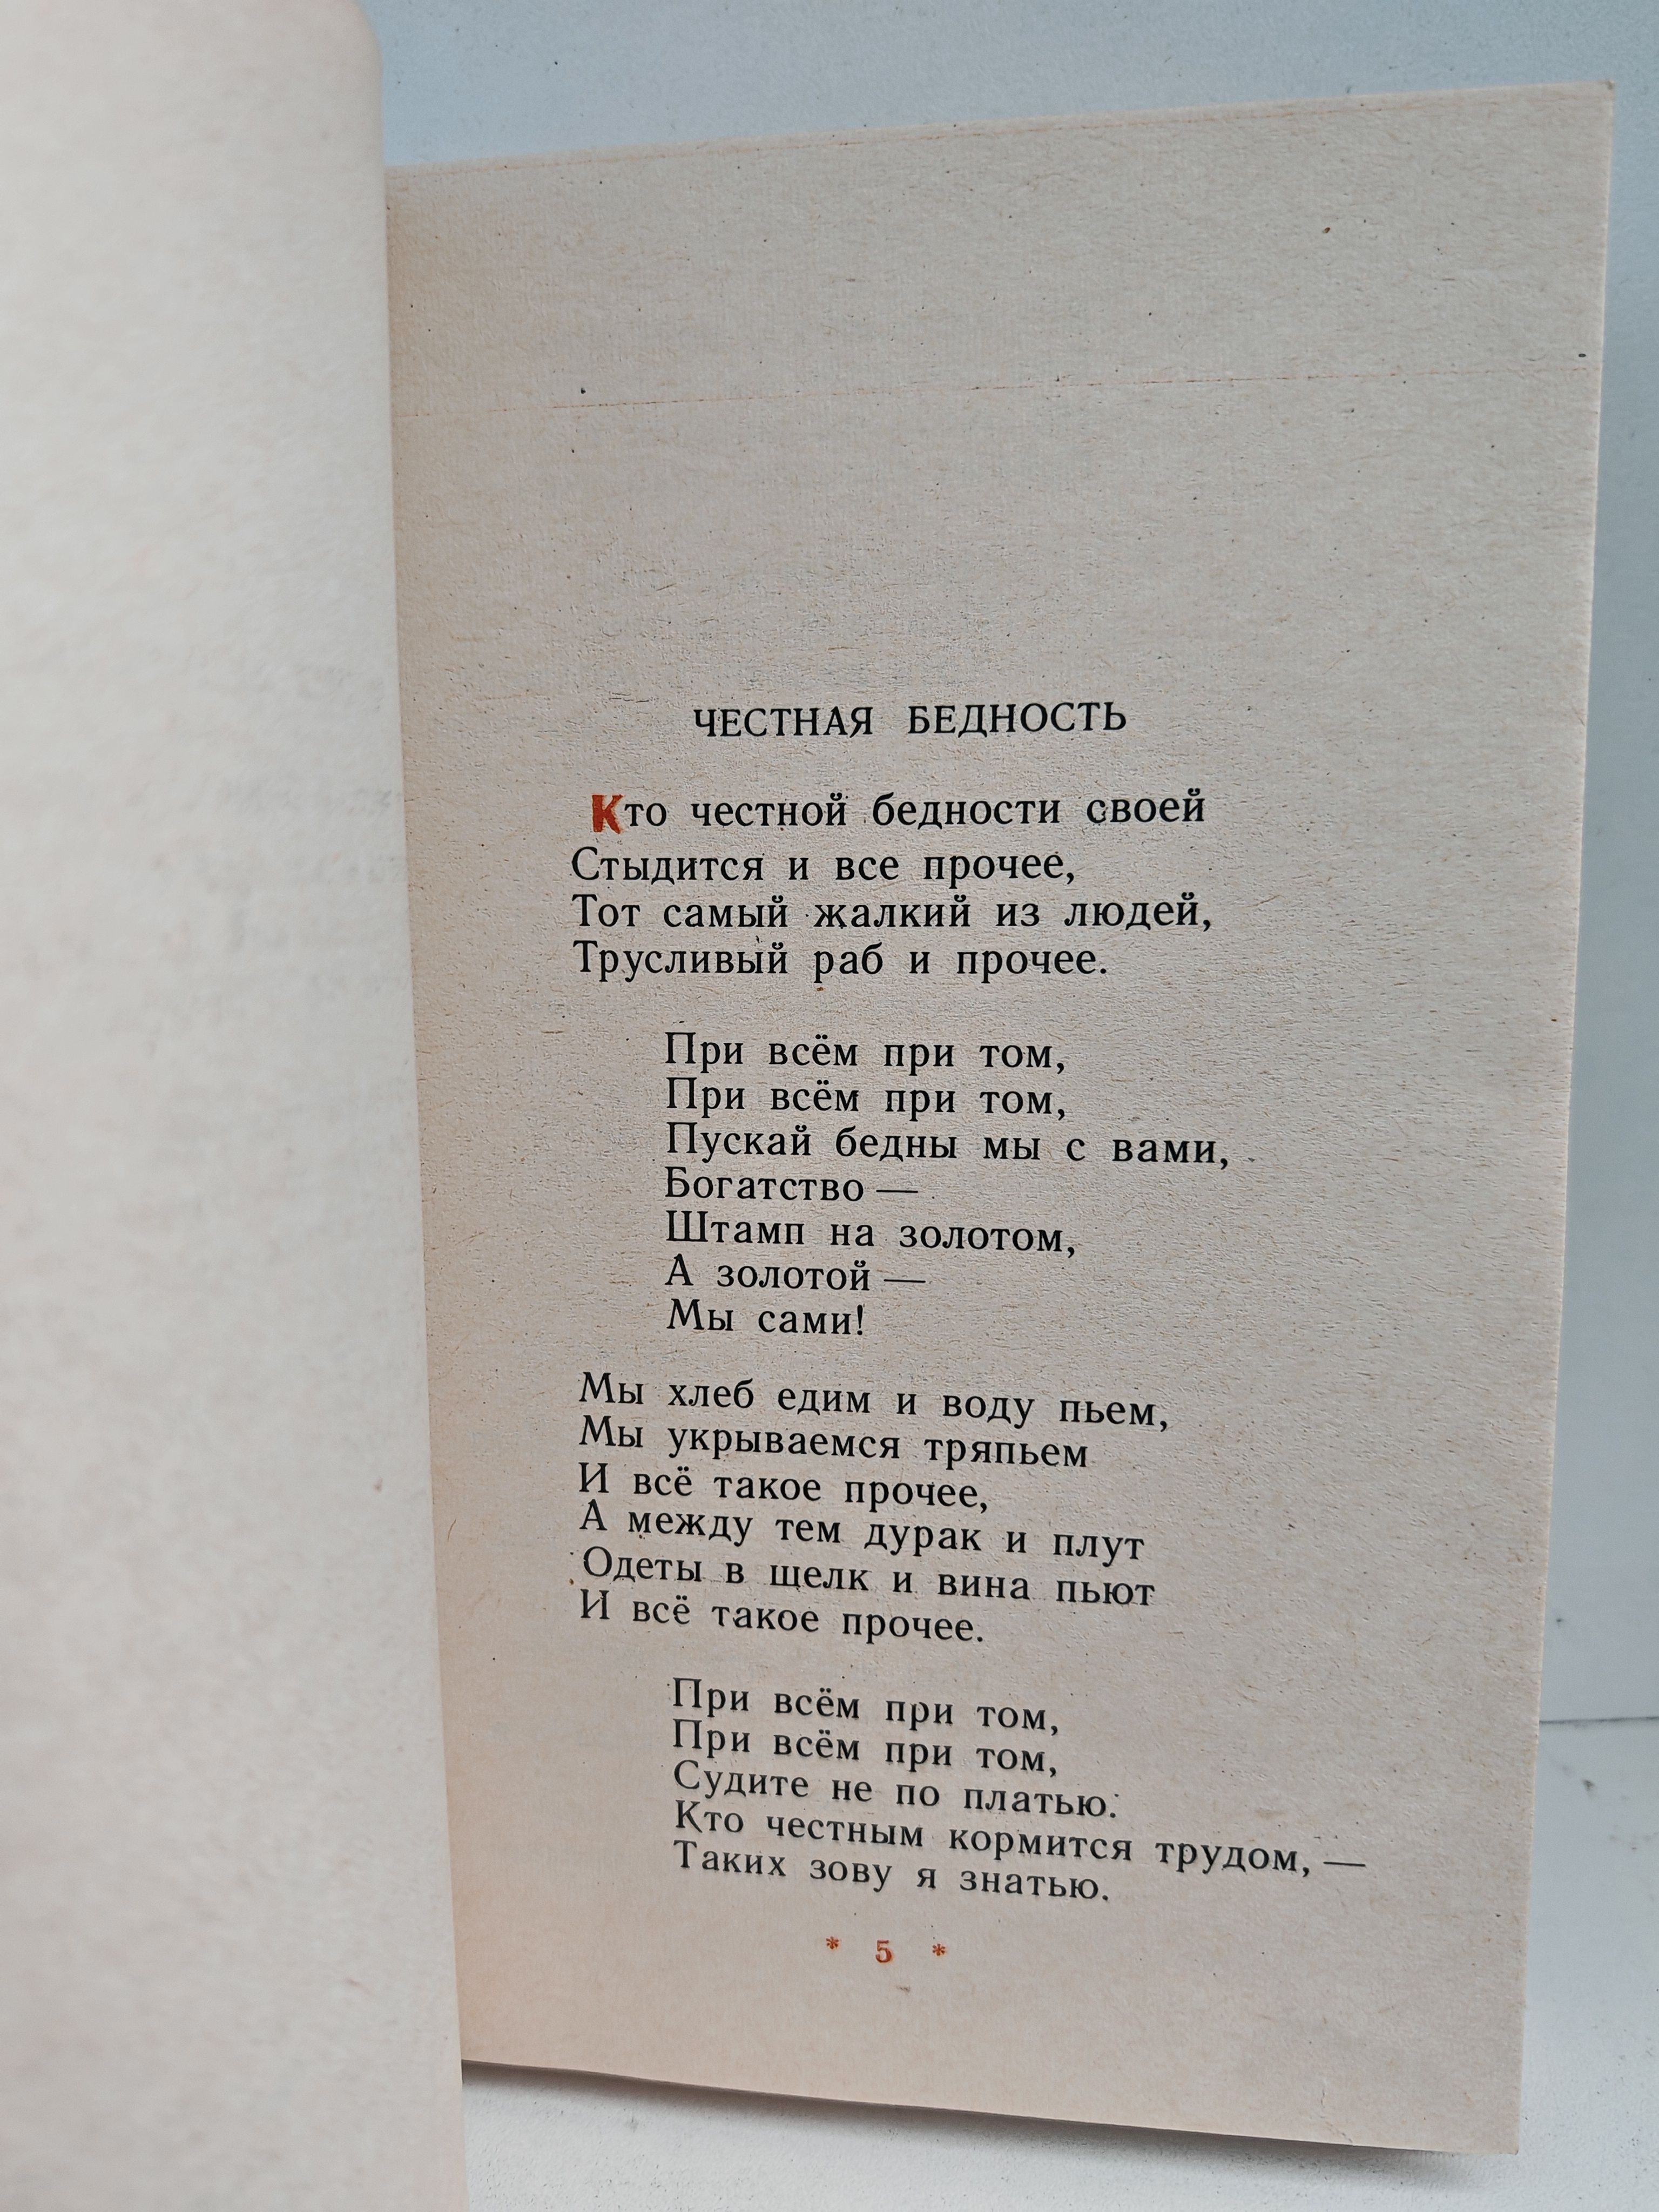 ЧЕСТНАЯ БЕДНОСТЬ
Кто честной бедности своей
Стыдится и все прочее,
Тот самый жалкий из людей,
Трусливый раб и прочее.
При всём при том,
При всём при том,
Пускай бедны мы с вами,
Богатство —
Штамп на золотом,
А золотой —
Мы сами!
Мы хлеб едим и воду пьем,
Мы укрываемся тряпьем
И всё такое прочее,
А между тем дурак и плут
Одеты в щелк и вина пьют
И всё такое прочее.
При всём при том,
При всём при том,
Судите не по платью.
Кто честным кормится трудом, —
Таких зову я знатью.
* 5 *